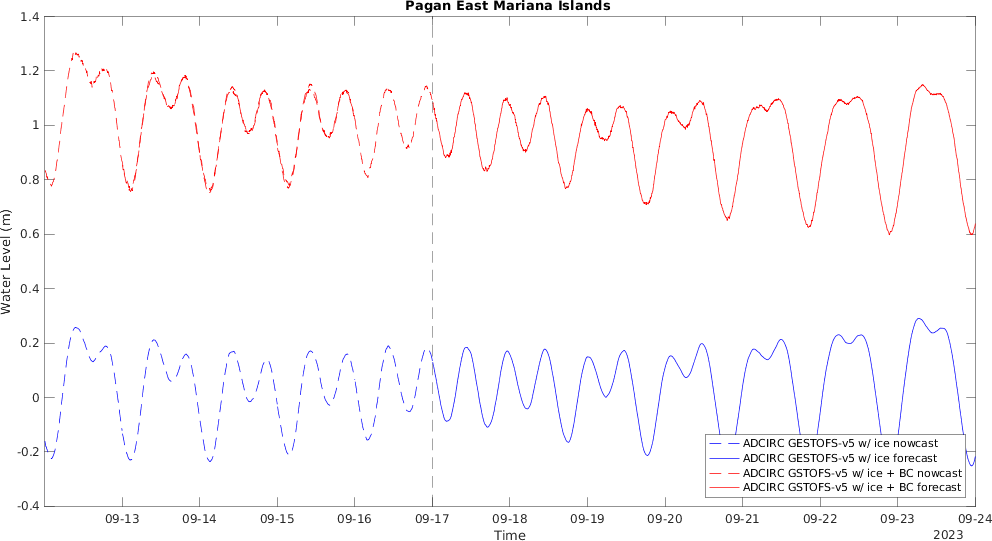 Pagan East Mariana Islands
1.4
1.2
1
0.8
0.6
0.4
0.2
0
-0.2
-0.4
Water Level (m)
ADCIRC GESTOFS-v5 w/ ice nowcast
ADCIRC GESTOFS-v5 w/ ice forecast
ADCIRC GSTOFS-v5 w/ ice + BC nowcast
ADCIRC GSTOFS-v5 w/ ice + BC forecast
09-13 09-14 09-15 09-16 09-17 09-18 09-19 09-20 09-21 09-22 09-23 09-24
Time
2023